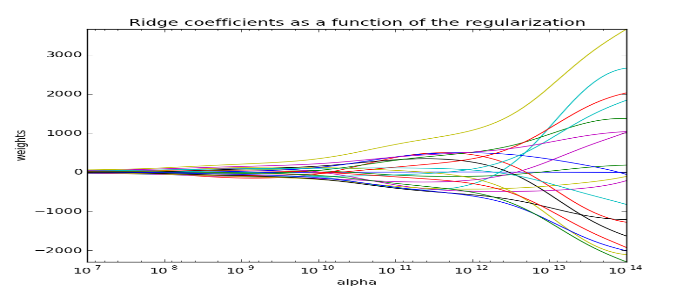 Ridge coefficients as a function of the regularization
3000
2000
1000
0
−1000
−2000
weights
10^7 10^8 10^9 10^10 10^11 10^12 10^13 10^14
alpha